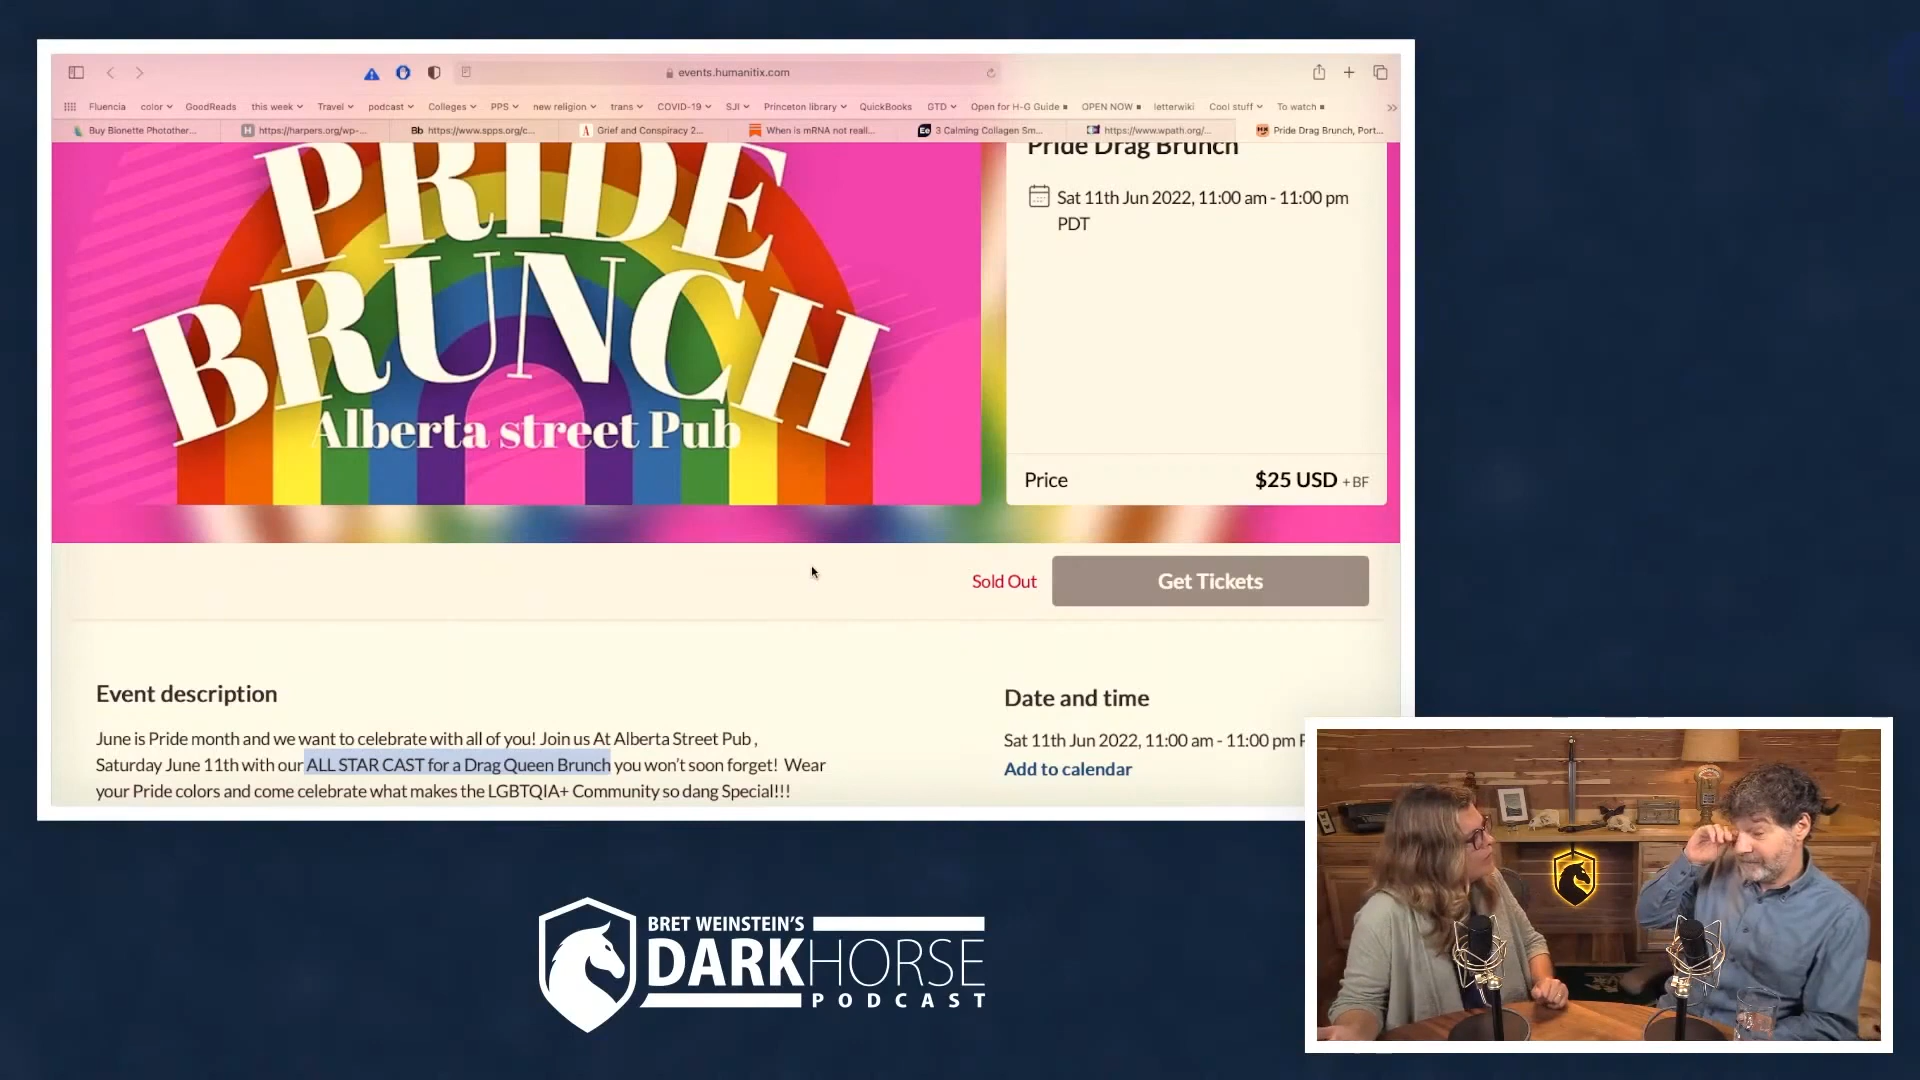 events.humanitix.com
Fluencia color GoodReads this week Travel podcast Colleges PPS new religion trans COVID-19 SJI Princeton library QuickBooks GTD Open for H-G Guide OPEN NOW letterwiki Cool stuff To watch
Buy Bionette Photother... https://harpers.org/wp-... Bb https://www.spps.org/c... Grief and Conspiracy 2... When is mRNA not reall... Ee 3 Calming Collagen Sm... https://www.wpath.org/... HX Pride Drag Brunch, Port...
PRIDE
BRUNCH
Alberta street Pub
Pride Drag Brunch
Sat 11th Jun 2022, 11:00 am - 11:00 pm
PDT
Price $25 USD + BF
Sold Out Get Tickets
Event description
June is Pride month and we want to celebrate with all of you! Join us At Alberta Street Pub ,
Saturday June 11th with our ALL STAR CAST for a Drag Queen Brunch you won't soon forget! Wear
your Pride colors and come celebrate what makes the LGBTQIA+ Community so dang Special!!!
Date and time
Sat 11th Jun 2022, 11:00 am - 11:00 pm
Add to calendar
BRET WEINSTEIN'S
DARKHORSE
PODCAST